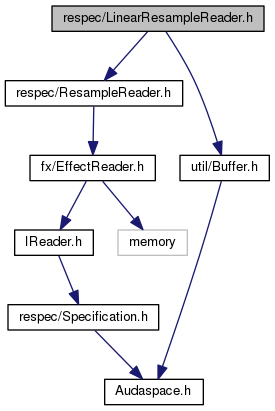 respec/LinearResampleReader.h
respec/ResampleReader.h
fx/EffectReader.h
util/Buffer.h
IReader.h
memory
respec/Specification.h
Audaspace.h